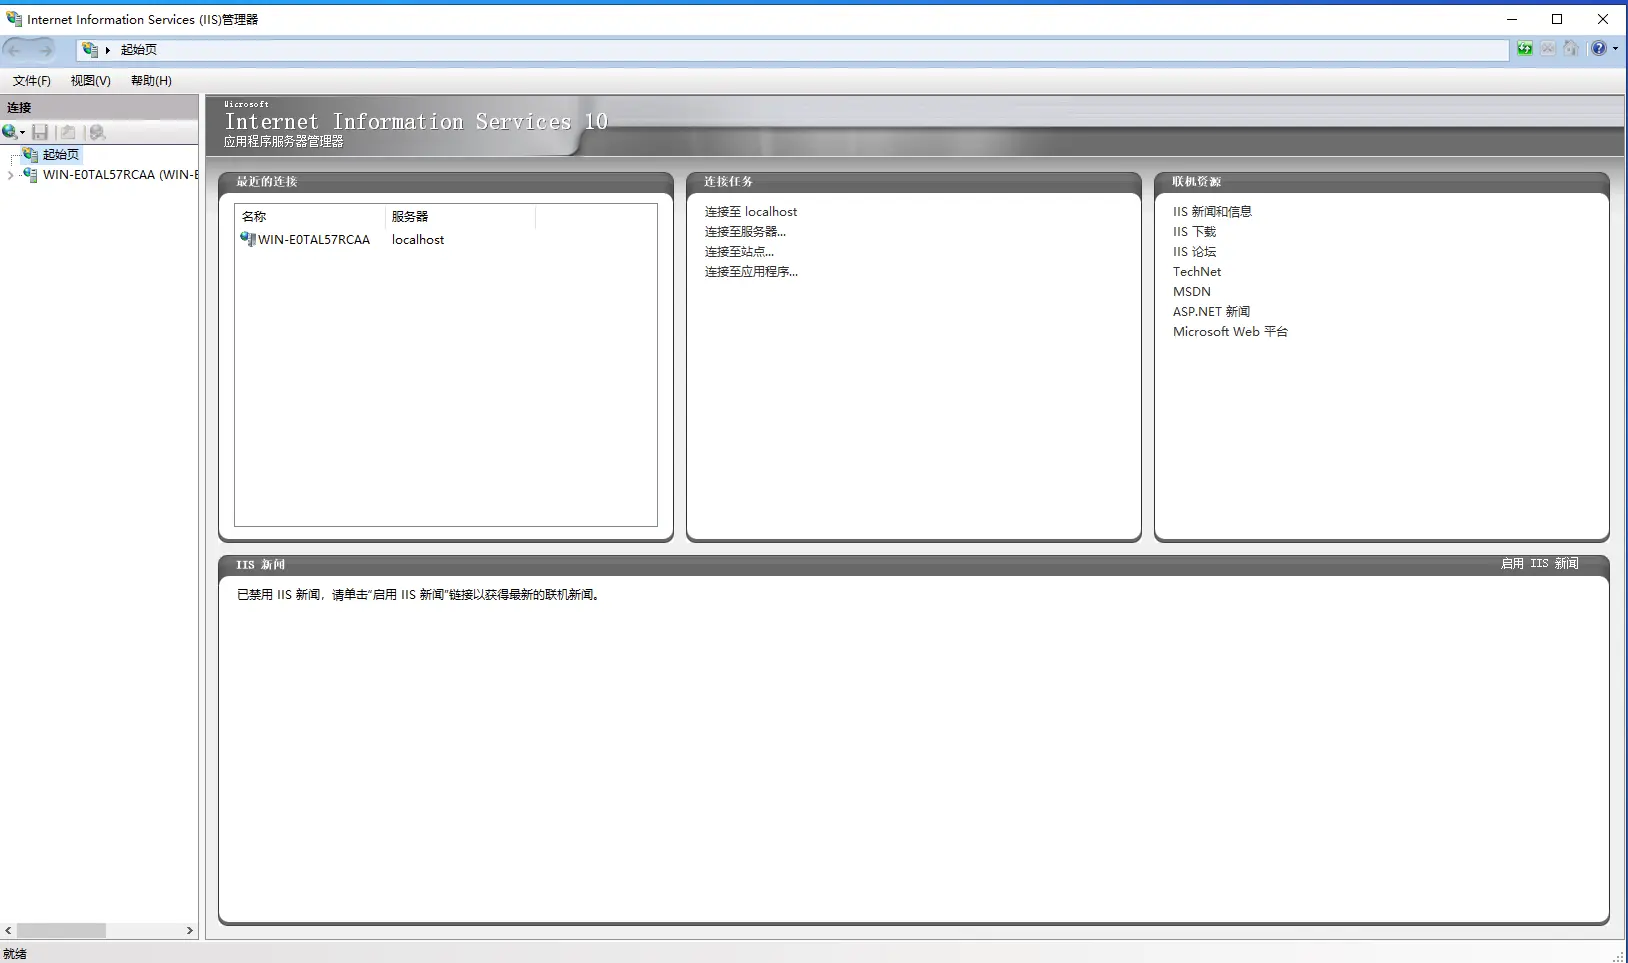 Internet Information Services (IIS)管理器
起始页
文件(F) 视图(V) 帮助(H)
连接
起始页
WIN-E0TAL57RCAA (WIN-E
Microsoft
Internet Information Services 10
应用程序服务器管理器
最近的连接
名称 服务器
WIN-E0TAL57RCAA localhost
连接任务
连接至 localhost
连接至服务器...
连接至站点...
连接至应用程序...
联机资源
IIS 新闻和信息
IIS 下载
IIS 论坛
TechNet
MSDN
ASP.NET 新闻
Microsoft Web 平台
IIS 新闻
启用 IIS 新闻
已禁用 IIS 新闻，请单击“启用 IIS 新闻”链接以获得最新的联机新闻。
就绪